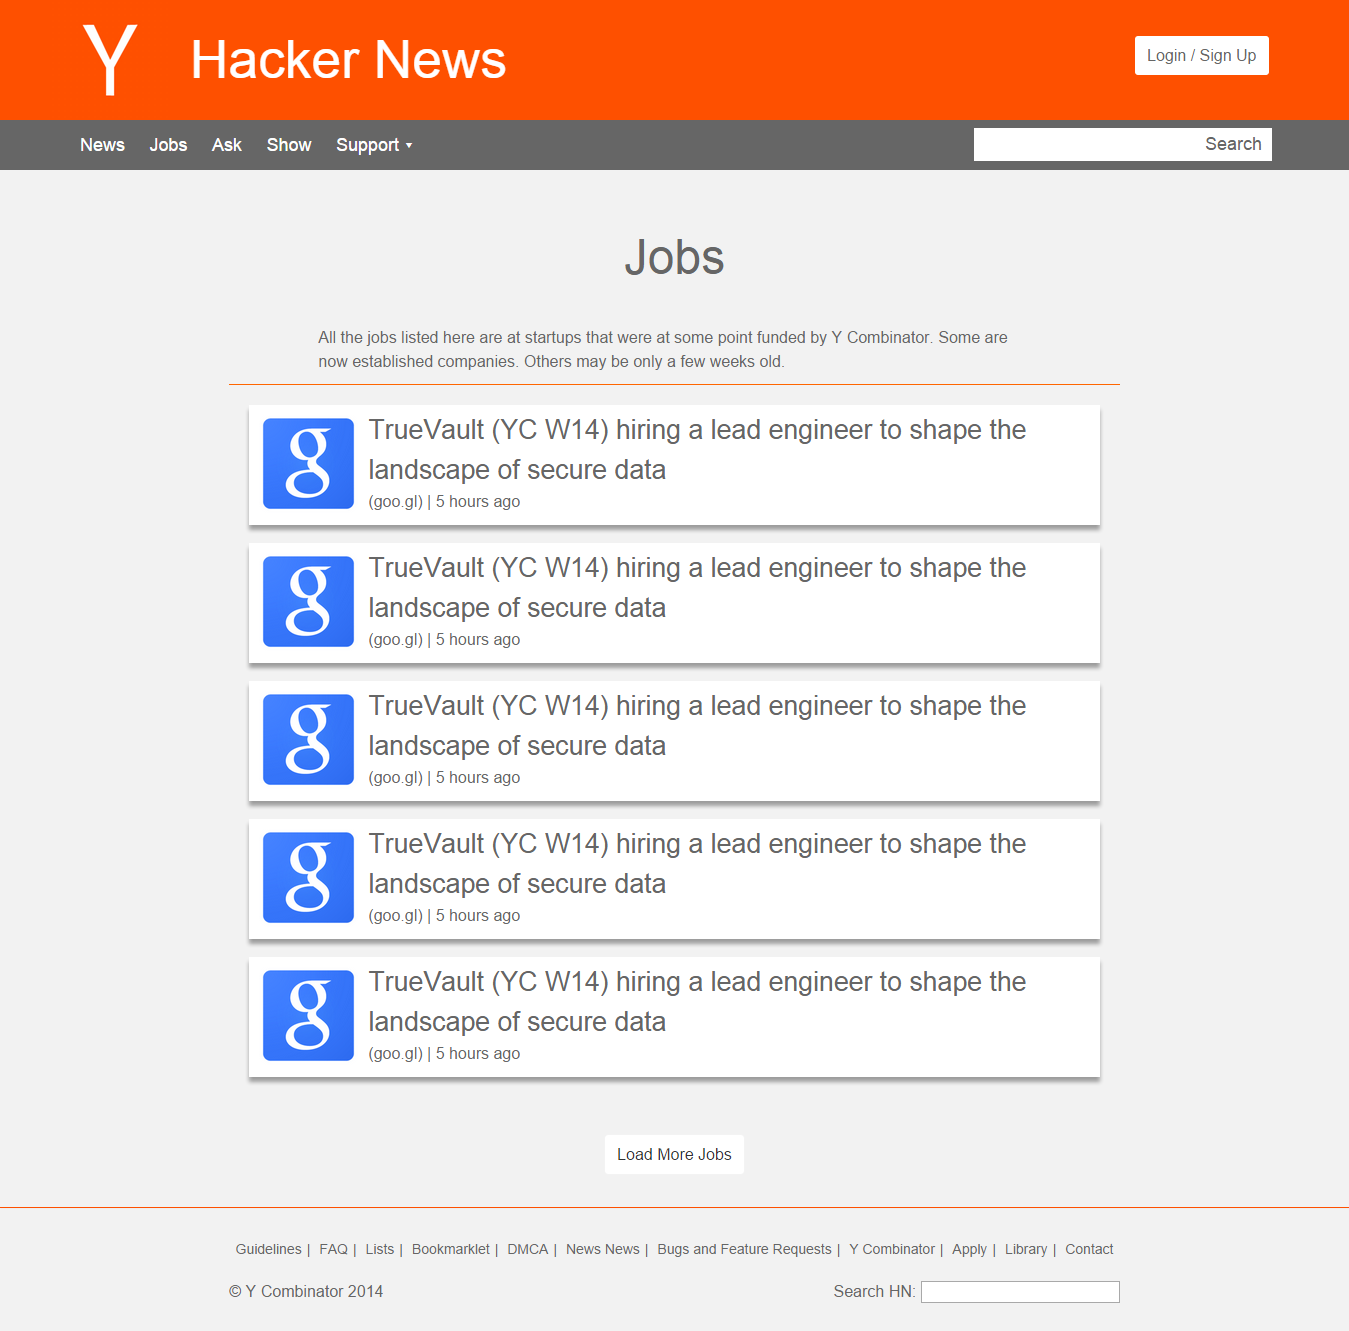 Y Hacker News
Login / Sign Up
News Jobs Ask Show Support
Search
Jobs
All the jobs listed here are at startups that were at some point funded by Y Combinator. Some are
now established companies. Others may be only a few weeks old.
g
TrueVault (YC W14) hiring a lead engineer to shape the
landscape of secure data
(goo.gl) | 5 hours ago
g
TrueVault (YC W14) hiring a lead engineer to shape the
landscape of secure data
(goo.gl) | 5 hours ago
g
TrueVault (YC W14) hiring a lead engineer to shape the
landscape of secure data
(goo.gl) | 5 hours ago
g
TrueVault (YC W14) hiring a lead engineer to shape the
landscape of secure data
(goo.gl) | 5 hours ago
g
TrueVault (YC W14) hiring a lead engineer to shape the
landscape of secure data
(goo.gl) | 5 hours ago
Load More Jobs
Guidelines | FAQ | Lists | Bookmarklet | DMCA | News News | Bugs and Feature Requests | Y Combinator | Apply | Library | Contact
© Y Combinator 2014
Search HN: